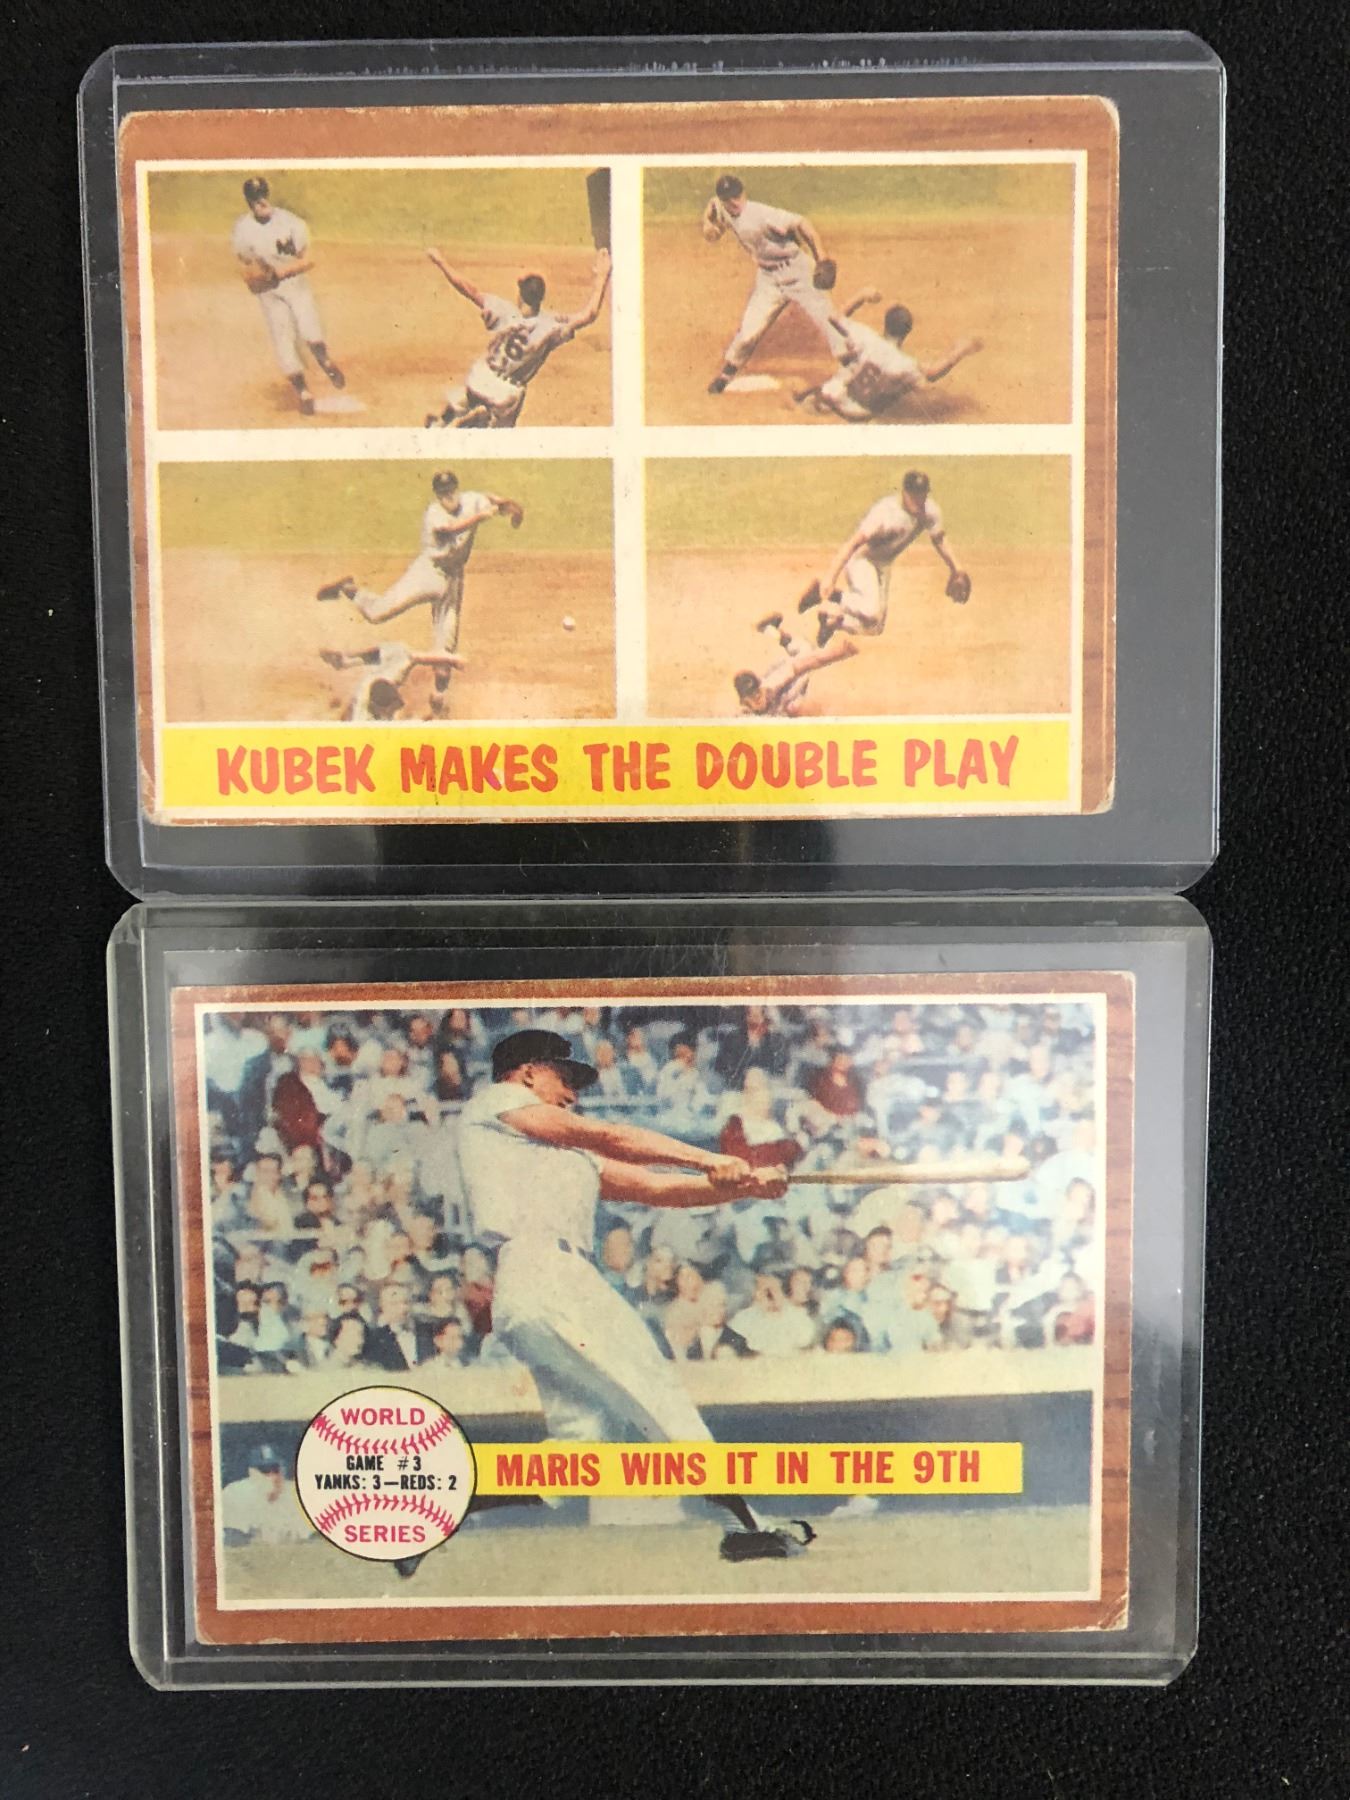 KUBEK MAKES THE DOUBLE PLAY
WORLD
GAME #3
YANKS: 3—REDS: 2
SERIES
MARIS WINS IT IN THE 9TH